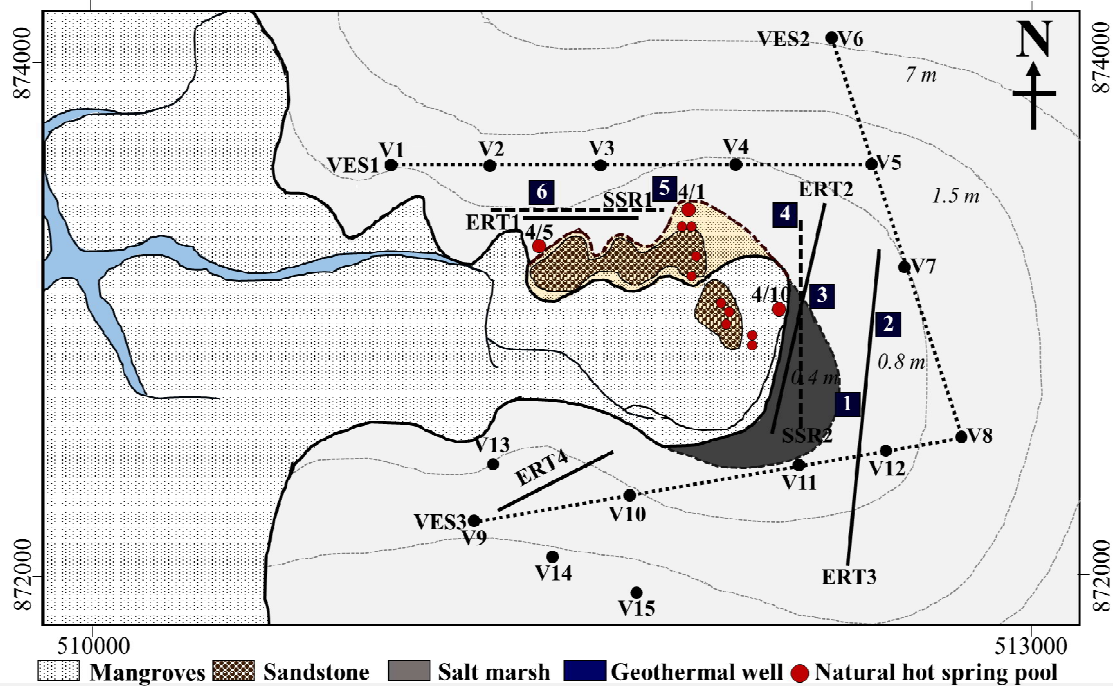 874000
874000
VES2
V6
N
7 m
V1
V2
V3
V4
VES1
V5
6
SSR1
5
4/1
ERT2
1.5 m
ERT1
4
4/5
V7
4/10
3
2
0.8 m
0.4 m
1
SSR2
V8
V13
V12
ERT4
V11
V10
VES3
V9
V14
ERT3
V15
872000
872000
510000
513000
Mangroves Sandstone Salt marsh Geothermal well Natural hot spring pool